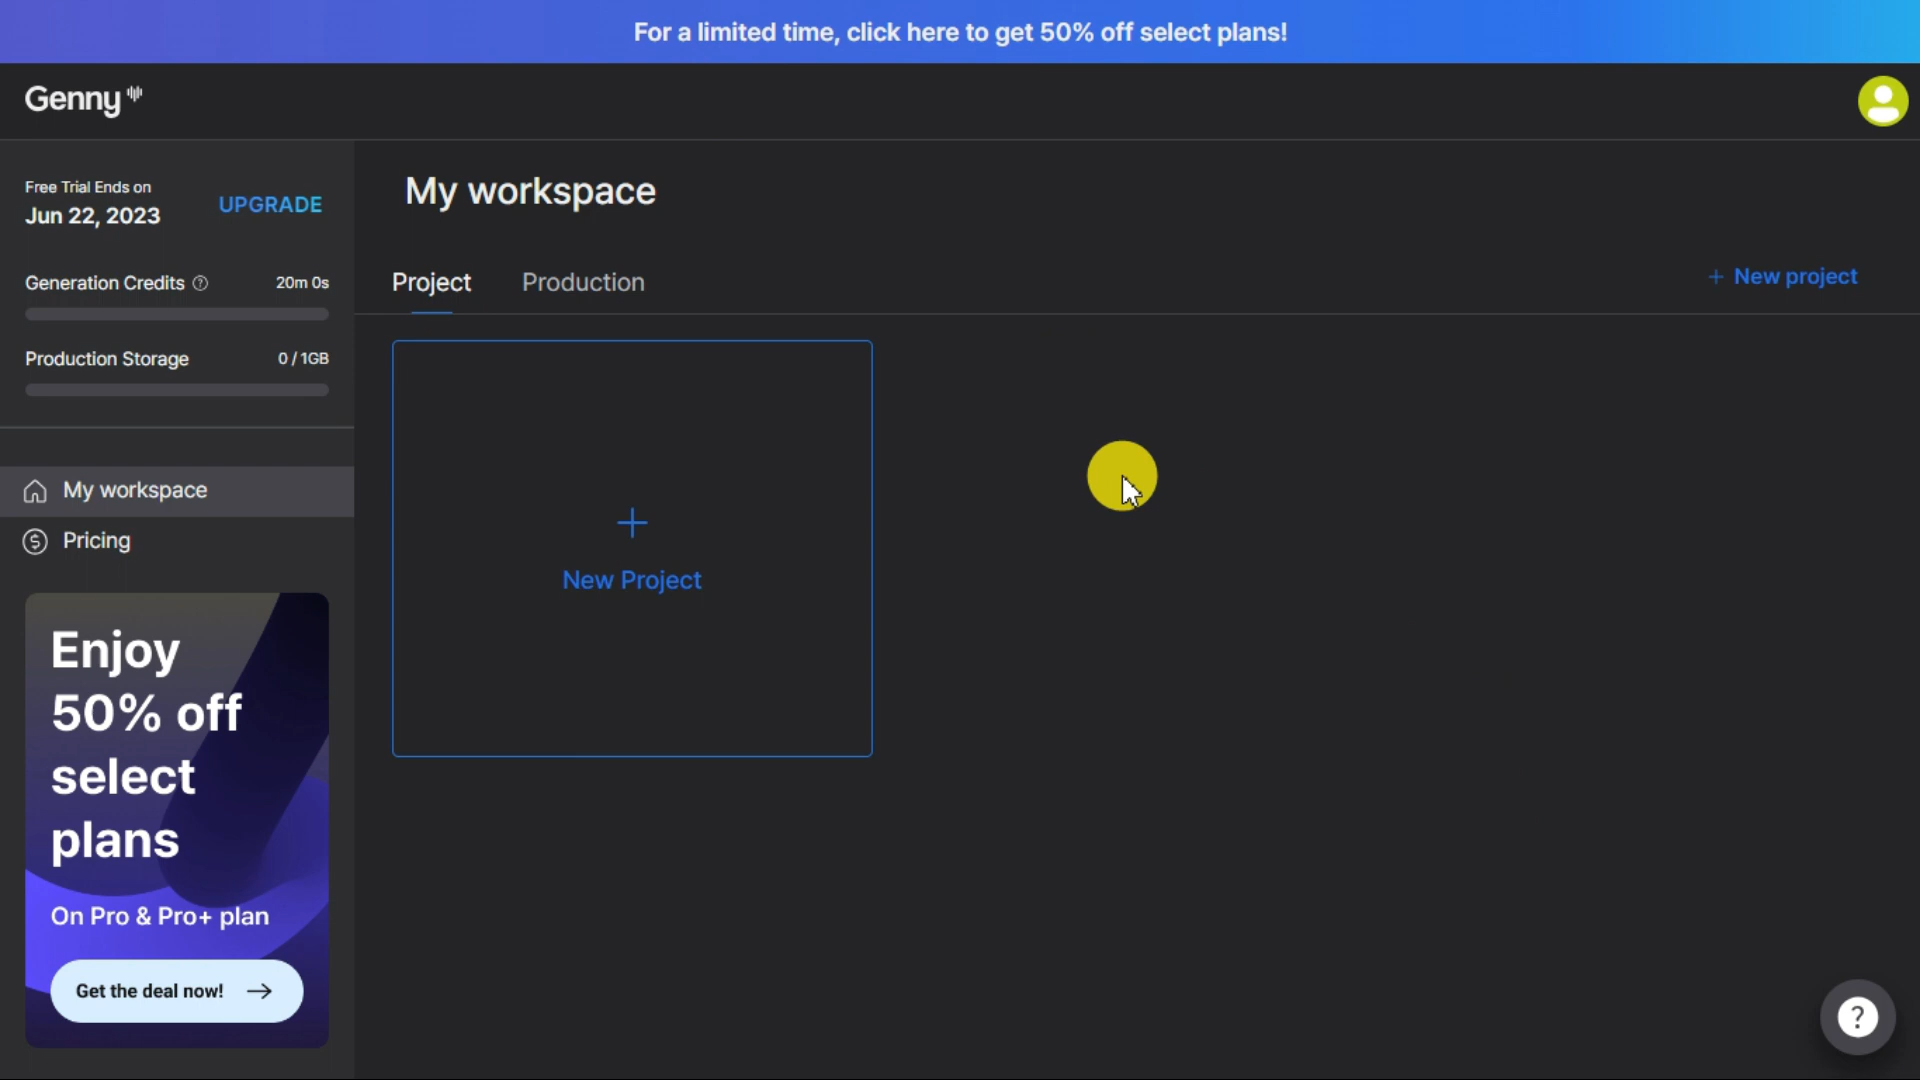 For a limited time, click here to get 50% off select plans!
Genny
Free Trial Ends on
Jun 22, 2023
UPGRADE
Generation Credits
20m 0s
Production Storage
0 / 1GB
My workspace
Pricing
Enjoy
50% off
select
plans
On Pro & Pro+ plan
Get the deal now!
My workspace
Project
Production
+ New project
+
New Project
?